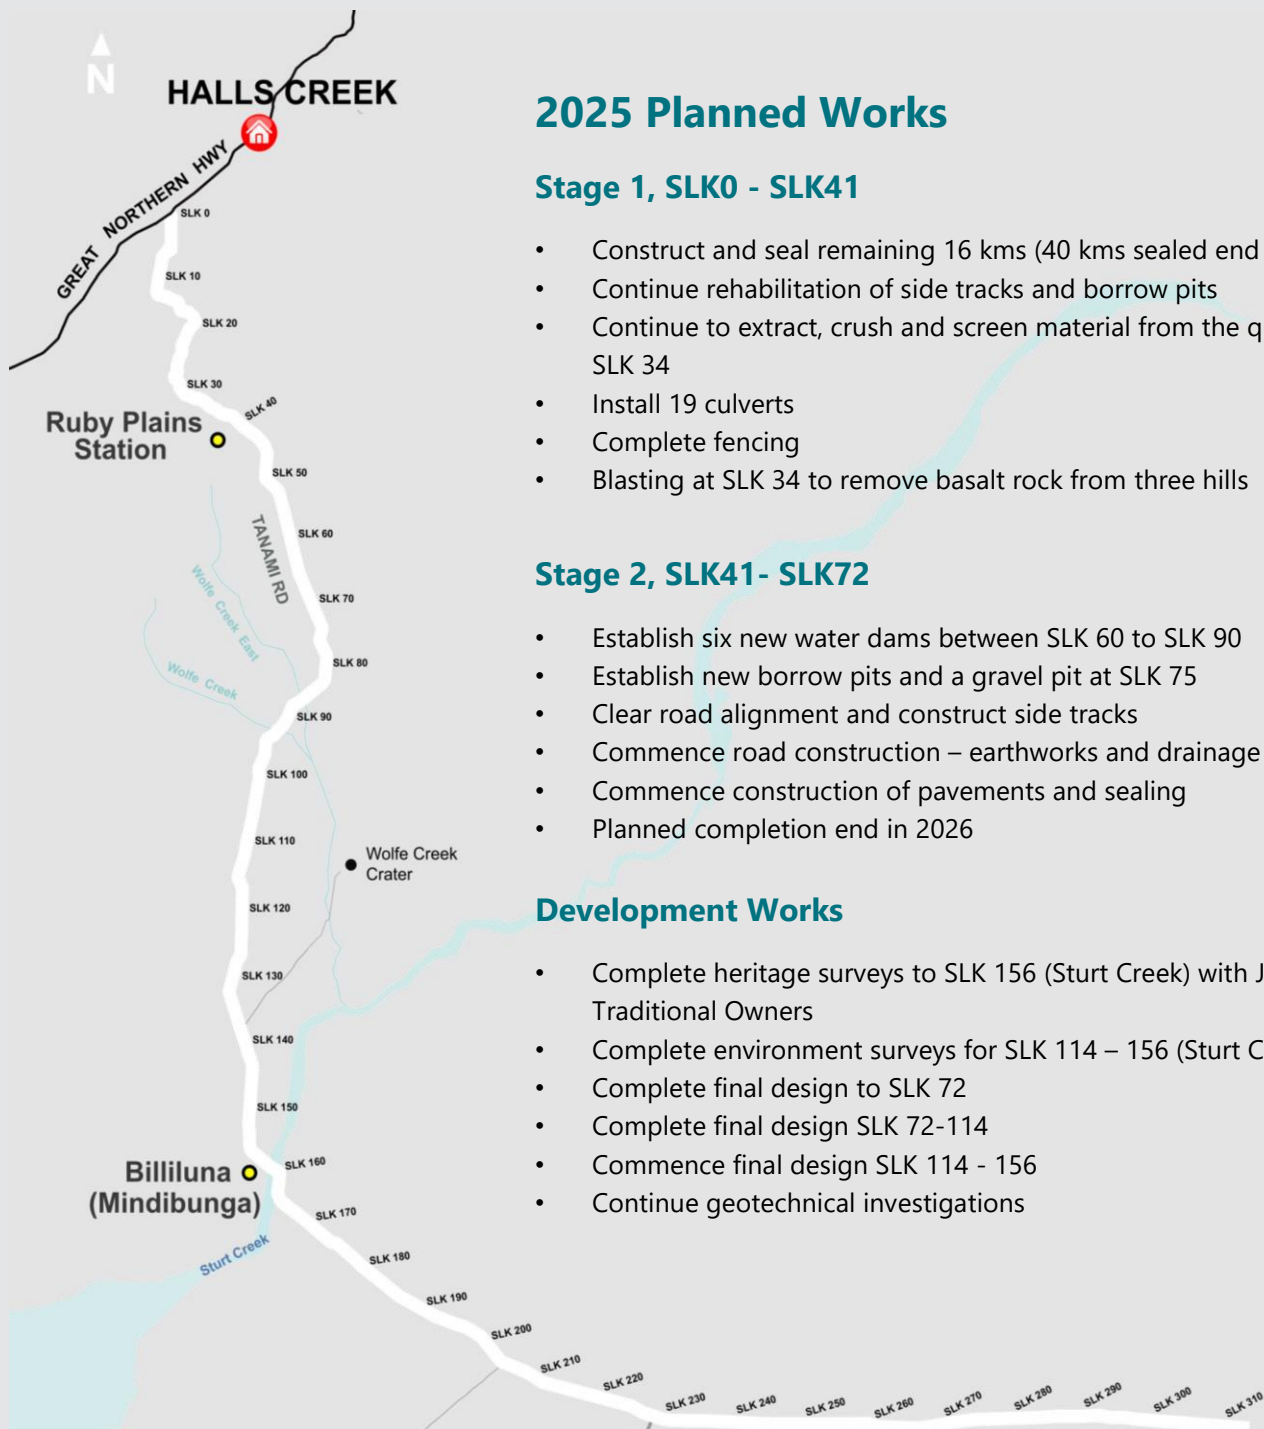 N
HALLS CREEK
GREAT NORTHERN HWY
SLK 0
SLK 10
SLK 20
SLK 30
SLK 40
Ruby Plains
Station
SLK 50
SLK 60
TANAMI RD
SLK 70
Wolfe Creek East
SLK 80
Wolfe Creek
SLK 90
SLK 100
SLK 110
Wolfe Creek
Crater
SLK 120
SLK 130
SLK 140
SLK 150
Billiluna
(Mindibunga)
SLK 160
SLK 170
Sturt Creek
SLK 180
SLK 190
SLK 200
SLK 210
SLK 220
SLK 230
SLK 240
SLK 250
SLK 260
SLK 270
SLK 280
SLK 290
SLK 300
SLK 310
2025 Planned Works
Stage 1, SLK0 - SLK41
• Construct and seal remaining 16 kms (40 kms sealed end
• Continue rehabilitation of side tracks and borrow pits
• Continue to extract, crush and screen material from the q
SLK 34
• Install 19 culverts
• Complete fencing
• Blasting at SLK 34 to remove basalt rock from three hills
Stage 2, SLK41- SLK72
• Establish six new water dams between SLK 60 to SLK 90
• Establish new borrow pits and a gravel pit at SLK 75
• Clear road alignment and construct side tracks
• Commence road construction – earthworks and drainage
• Commence construction of pavements and sealing
• Planned completion end in 2026
Development Works
• Complete heritage surveys to SLK 156 (Sturt Creek) with J
Traditional Owners
• Complete environment surveys for SLK 114 – 156 (Sturt C
• Complete final design to SLK 72
• Complete final design SLK 72-114
• Commence final design SLK 114 - 156
• Continue geotechnical investigations